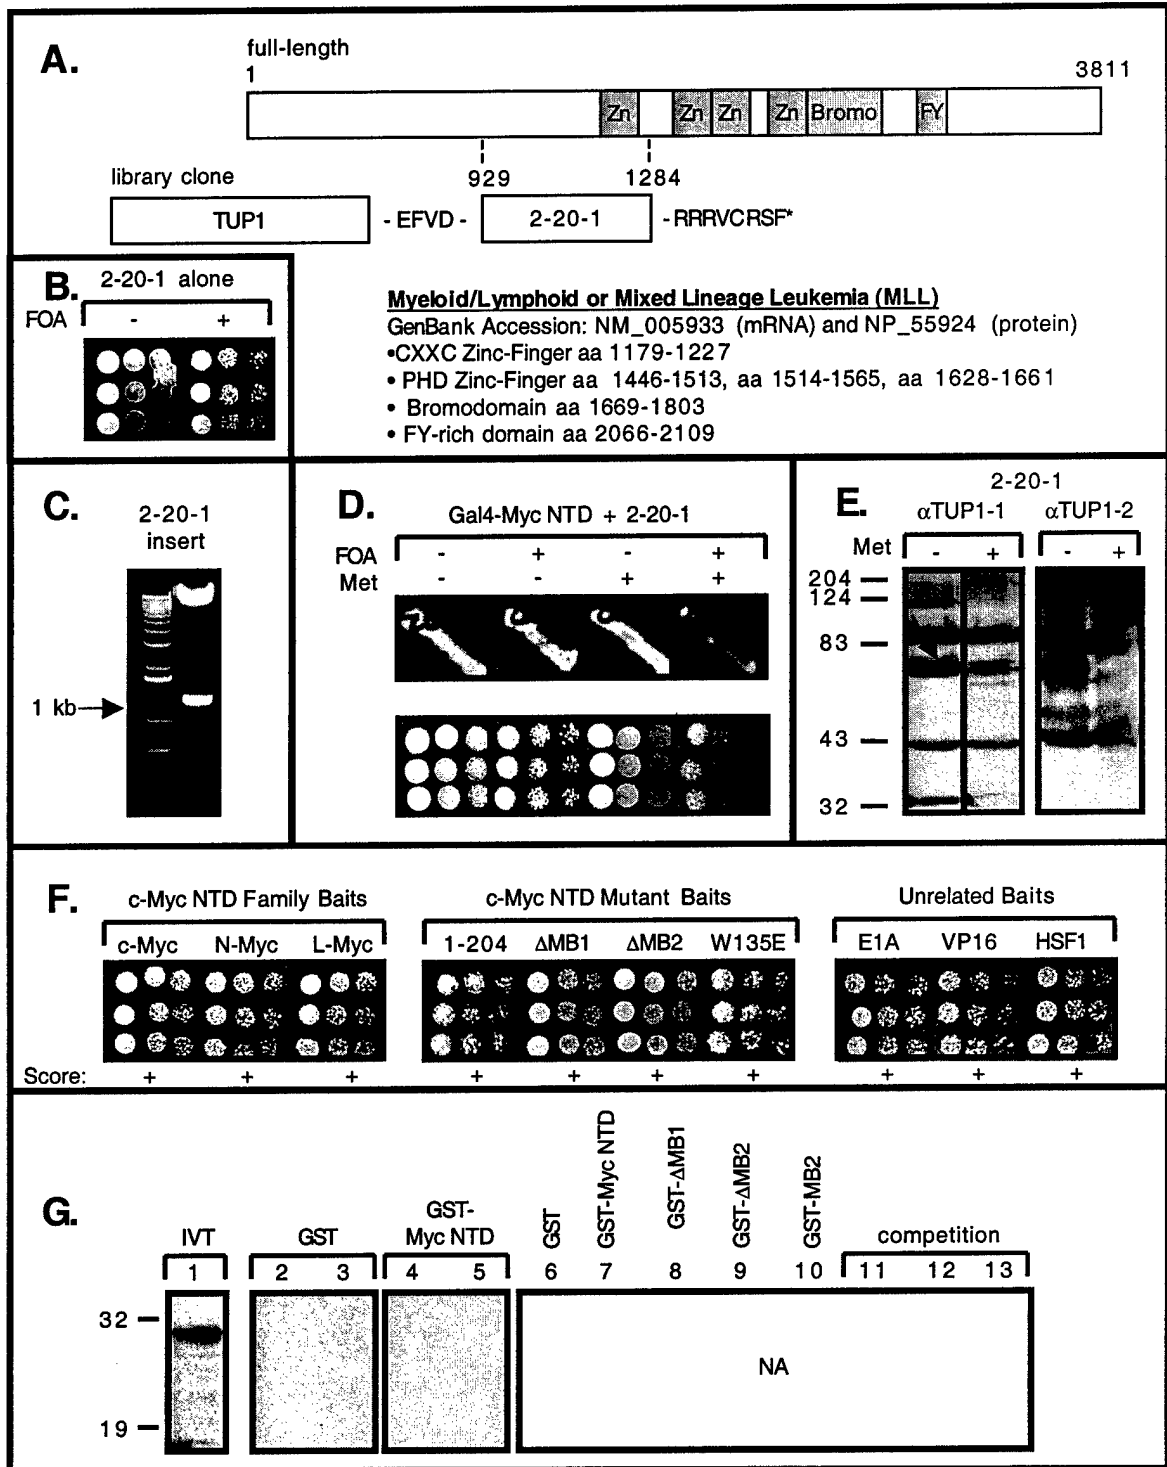 A.
full-length
1 3811
Zn Zn Zn Zn Bromo FY
929 1284
library clone
TUP1 - EFVD - 2-20-1 - RRRVCRSF*
B.
2-20-1 alone
FOA - +
Myeloid/Lymphoid or Mixed Lineage Leukemia (MLL)
GenBank Accession: NM_005933 (mRNA) and NP_55924 (protein)
•CXXC Zinc-Finger aa 1179-1227
• PHD Zinc-Finger aa 1446-1513, aa 1514-1565, aa 1628-1661
• Bromodomain aa 1669-1803
• FY-rich domain aa 2066-2109
C.
2-20-1
insert
1 kb
D.
Gal4-Myc NTD + 2-20-1
FOA - + - +
Met - - + +
E.
2-20-1
αTUP1-1 αTUP1-2
Met - + - +
204
124
83
43
32
F.
c-Myc NTD Family Baits c-Myc NTD Mutant Baits Unrelated Baits
c-Myc N-Myc L-Myc 1-204 ΔMB1 ΔMB2 W135E E1A VP16 HSF1
Score: + + + + + + + + + +
G.
IVT GST GST-
Myc NTD GST GST-Myc NTD GST-ΔMB1 GST-ΔMB2 GST-MB2 competition
1 2 3 4 5 6 7 8 9 10 11 12 13
32
19
NA